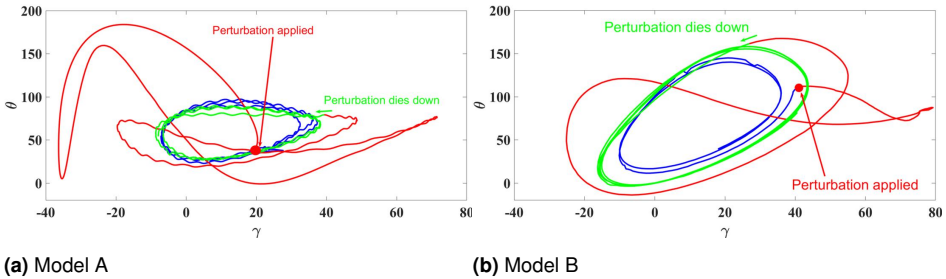 200
150
100
50
0
θ
-40
-20
0
20
40
60
80
γ
Perturbation applied
Perturbation dies down
(a) Model A
200
150
100
50
0
θ
-40
-20
0
20
40
60
80
γ
Perturbation dies down
Perturbation applied
(b) Model B